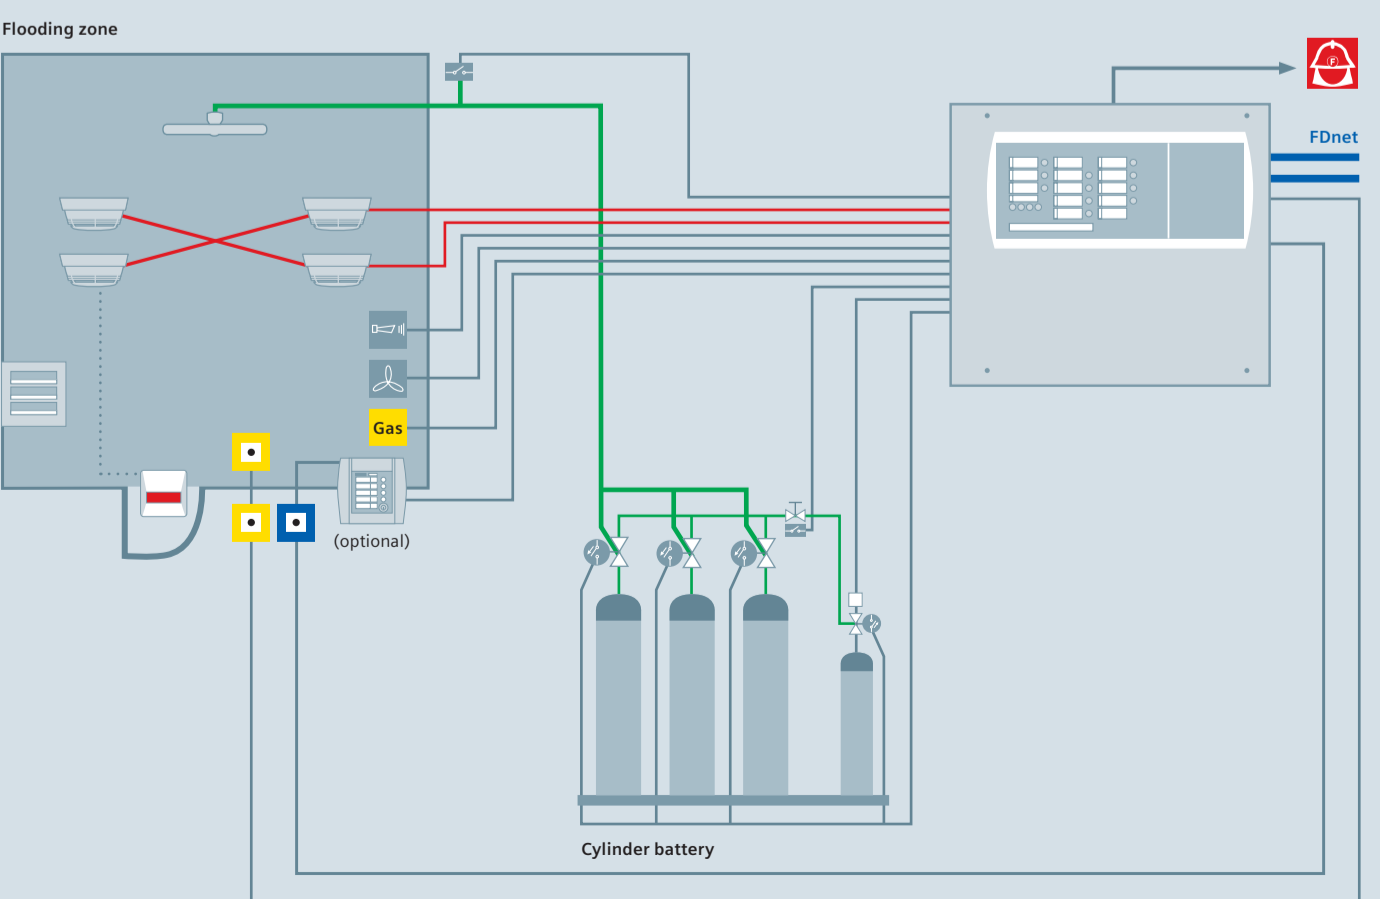 Flooding zone
F
FDnet
Gas
(optional)
Cylinder battery